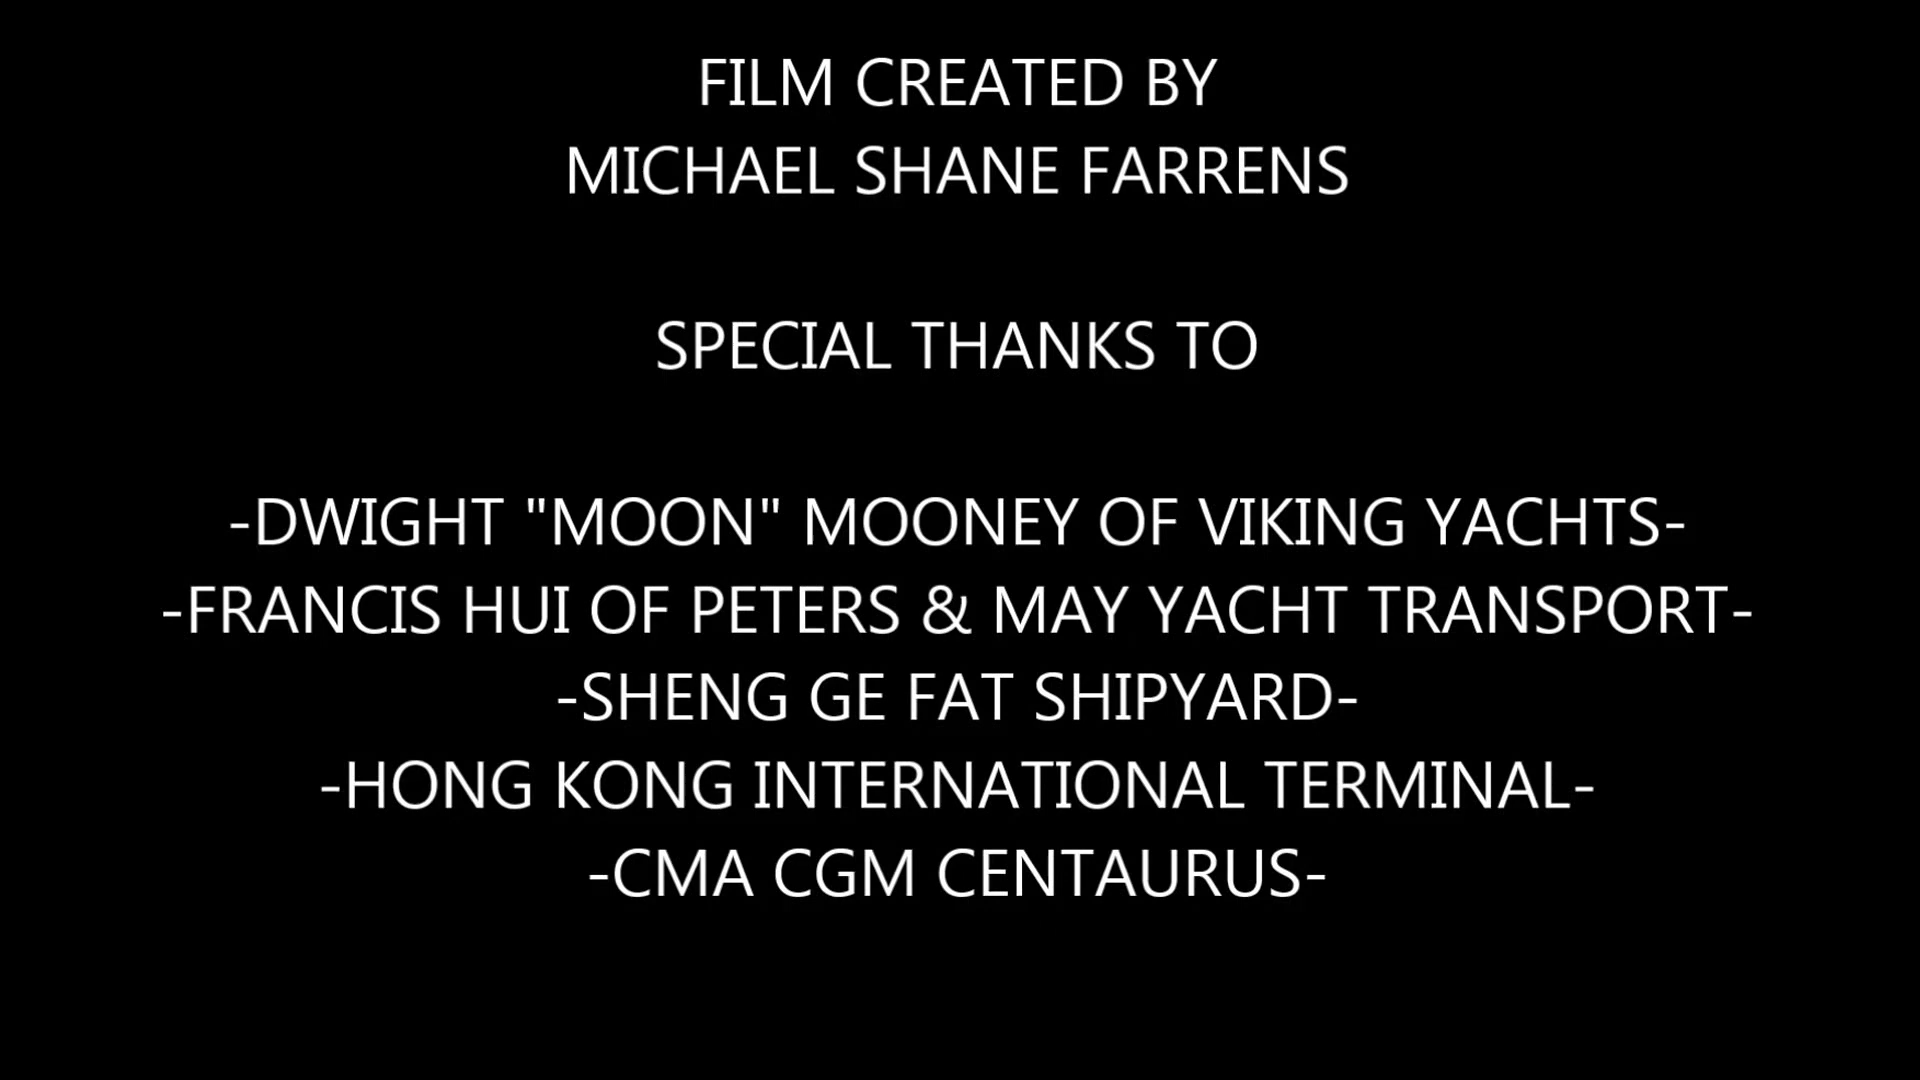 FILM CREATED BY
MICHAEL SHANE FARRENS
SPECIAL THANKS TO
-DWIGHT "MOON" MOONEY OF VIKING YACHTS-
-FRANCIS HUI OF PETERS & MAY YACHT TRANSPORT-
-SHENG GE FAT SHIPYARD-
-HONG KONG INTERNATIONAL TERMINAL-
-CMA CGM CENTAURUS-